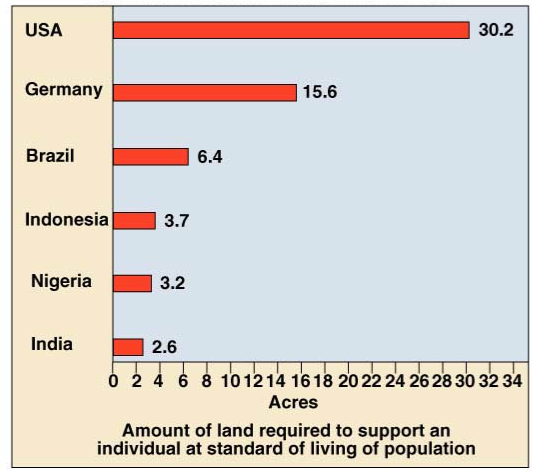 USA 30.2
Germany 15.6
Brazil 6.4
Indonesia 3.7
Nigeria 3.2
India 2.6
0 2 4 6 8 10 12 14 16 18 20 22 24 26 28 30 32 34
Acres
Amount of land required to support an
individual at standard of living of population